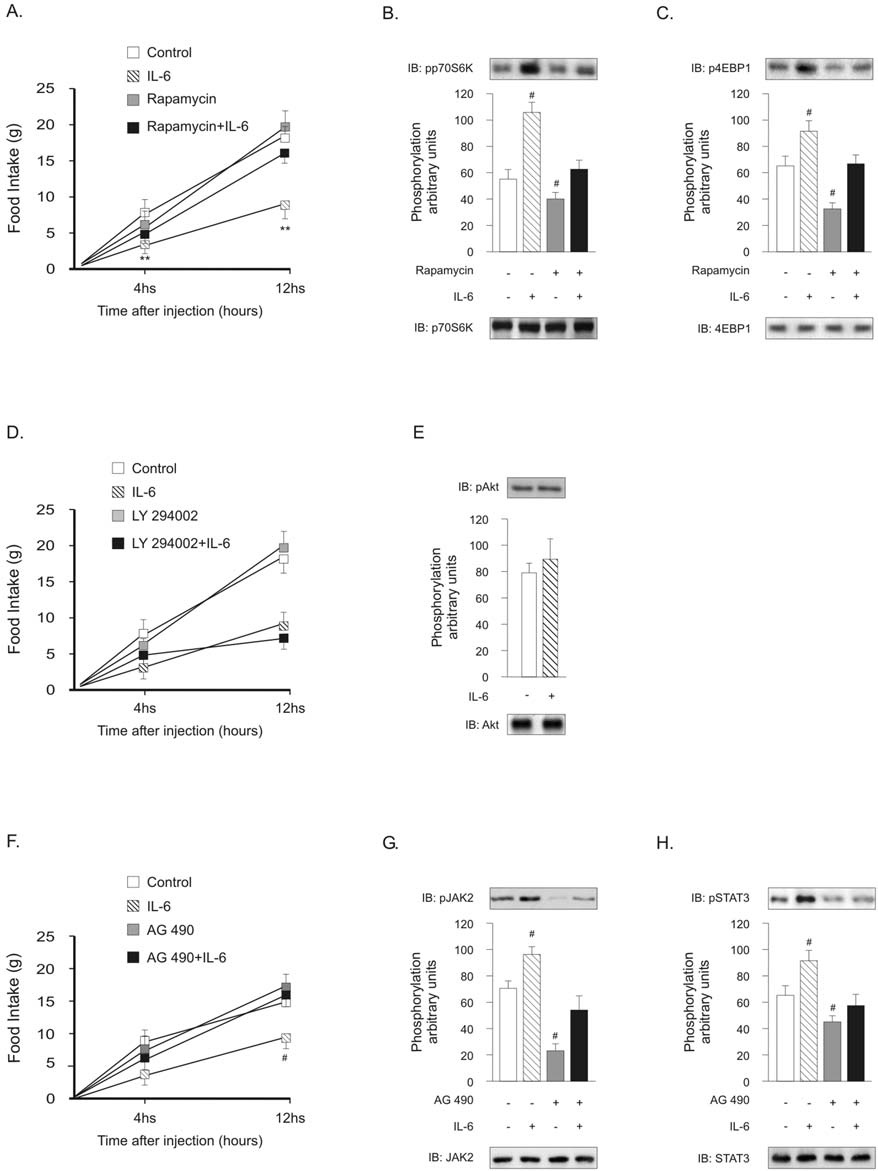 A.
Control
IL-6
Rapamycin
Rapamycin+IL-6
Food Intake (g)
25
20
15
10
5
0
**
**
4hs 12hs
Time after injection (hours)
B.
IB: pp70S6K
Phosphorylation
arbitrary units
120
100
80
60
40
20
0
#
#
Rapamycin - - + +
IL-6 - + - +
IB: p70S6K
C.
IB: p4EBP1
Phosphorylation
arbitrary units
120
100
80
60
40
20
0
#
#
Rapamycin - - + +
IL-6 - + - +
IB: 4EBP1
D.
Control
IL-6
LY 294002
LY 294002+IL-6
Food Intake (g)
25
20
15
10
5
0
4hs 12hs
Time after injection (hours)
E
IB: pAkt
Phosphorylation
arbitrary units
120
100
80
60
40
20
0
IL-6 - +
IB: Akt
F.
Control
IL-6
AG 490
AG 490+IL-6
Food Intake (g)
25
20
15
10
5
0
#
4hs 12hs
Time after injection (hours)
G.
IB: pJAK2
Phosphorylation
arbitrary units
120
100
80
60
40
20
0
#
#
AG 490 - - + +
IL-6 - + - +
IB: JAK2
H.
IB: pSTAT3
Phosphorylation
arbitrary units
120
100
80
60
40
20
0
#
#
AG 490 - - + +
IL-6 - + - +
IB: STAT3